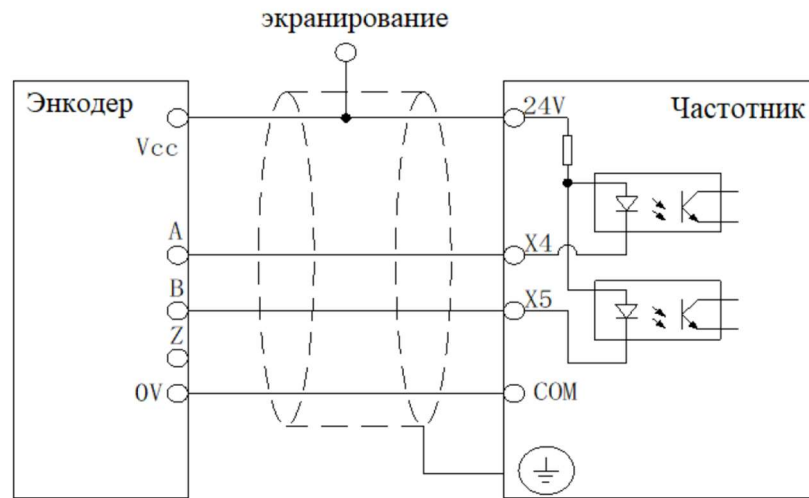 экранирование
Энкодер
Частотник
Vcc
24V
A
X4
B
X5
Z
0V
COM